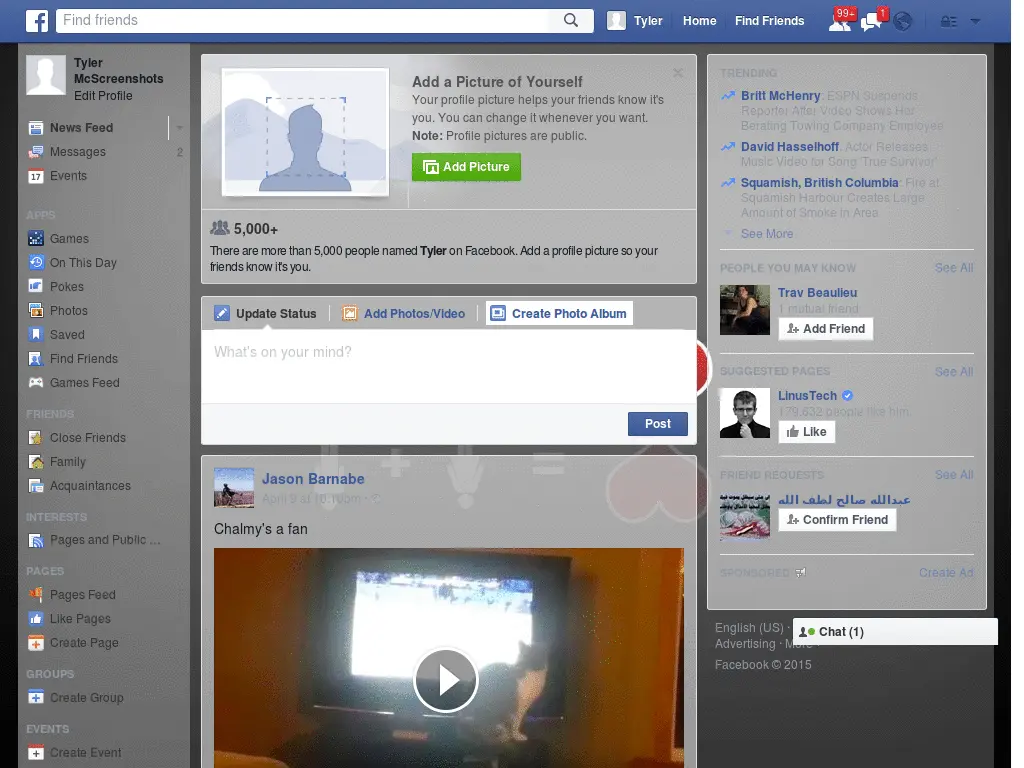 Find friends
Tyler
Home
Find Friends
99+
1
Tyler
McScreenshots
Edit Profile
News Feed
Messages
2
17
Events
APPS
Games
On This Day
Pokes
Photos
Saved
Find Friends
Games Feed
FRIENDS
Close Friends
Family
Acquaintances
INTERESTS
Pages and Public ...
PAGES
Pages Feed
Like Pages
Create Page
GROUPS
Create Group
EVENTS
Create Event
Add a Picture of Yourself
Your profile picture helps your friends know it's
you. You can change it whenever you want.
Note: Profile pictures are public.
Add Picture
5,000+
There are more than 5,000 people named Tyler on Facebook. Add a profile picture so your
friends know it's you.
Update Status
Add Photos/Video
Create Photo Album
What's on your mind?
Post
Jason Barnabe
April 9 at 10:10pm ·
Chalmy's a fan
TRENDING
Britt McHenry: ESPN Suspends
Reporter After Video Shows Her
Berating Towing Company Employee
David Hasselhoff: Actor Releases
Music Video for Song 'True Survivor'
Squamish, British Columbia: Fire at
Squamish Harbour Creates Large
Amount of Smoke in Area
See More
PEOPLE YOU MAY KNOW
See All
Trav Beaulieu
1 mutual friend
Add Friend
SUGGESTED PAGES
See All
LinusTech
179,632 people like him.
Like
FRIEND REQUESTS
See All
عبدالله صالح لطف الله
Confirm Friend
SPONSORED
Create Ad
English (US) ·
Advertising · More
Facebook © 2015
Chat (1)